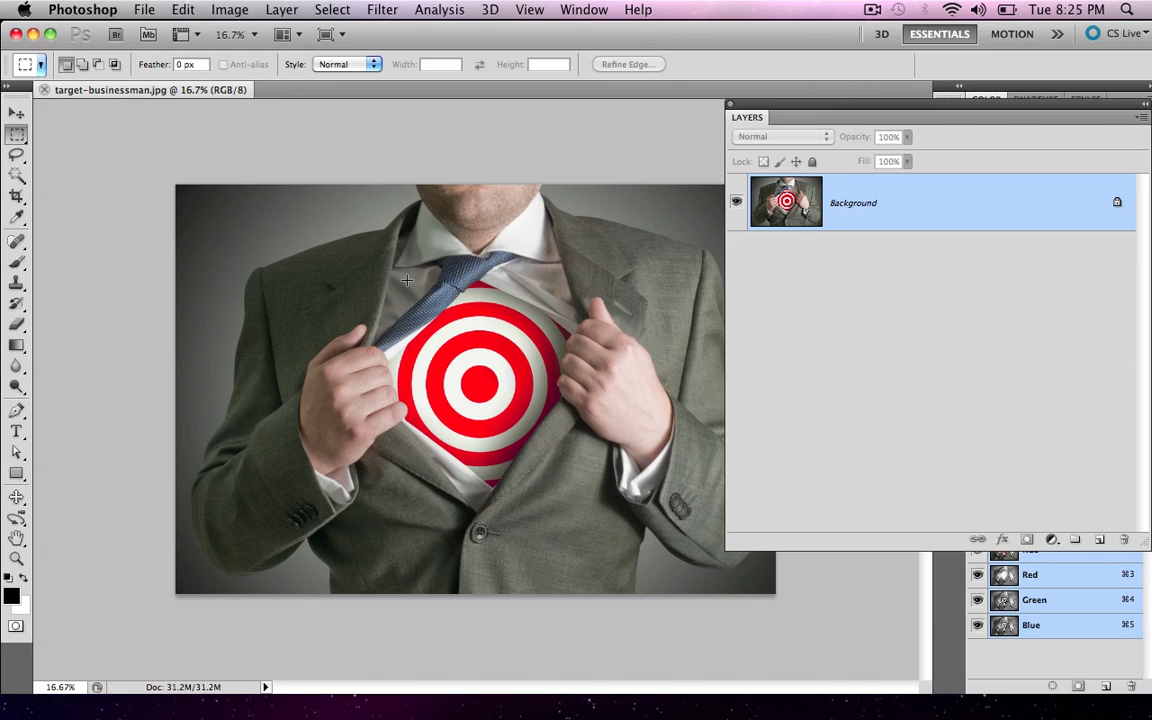 Photoshop File Edit Image Layer Select Filter Analysis 3D View Window Help Tue 8:25 PM
Ps Br Mb 16.7% 3D ESSENTIALS MOTION CS Live
Feather: 0 px Anti-alias Style: Normal Width: Height: Refine Edge...
target-businessman.jpg @ 16.7% (RGB/8)
COLOR SWATCHES STYLES
LAYERS
Normal Opacity: 100%
Lock: Fill: 100%
Background
Red ⌘3
Green ⌘4
Blue ⌘5
16.67% Doc: 31.2M/31.2M